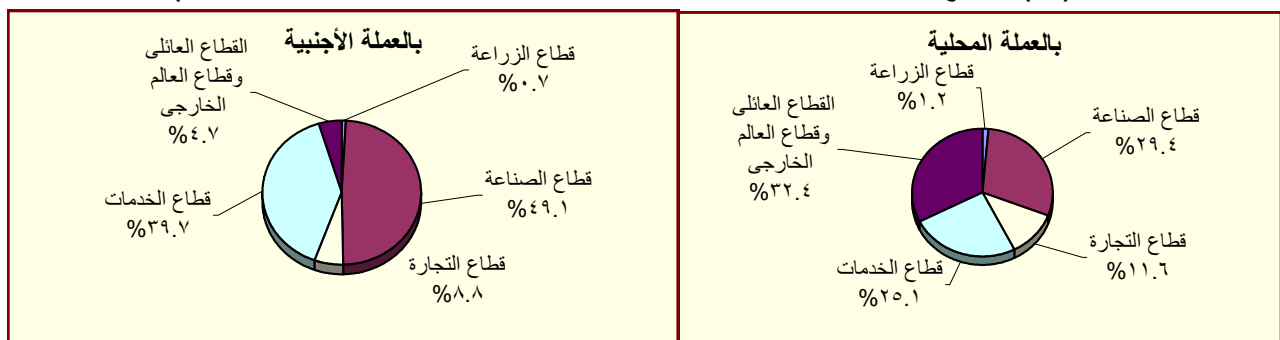 بالعملة المحلية
قطاع الزراعة
%١.٢
قطاع الصناعة
%٢٩.٤
قطاع التجارة
%١١.٦
قطاع الخدمات
%٢٥.١
القطاع العائلى
وقطاع العالم
الخارجى
%٣٢.٤
بالعملة الأجنبية
قطاع الزراعة
%٠.٧
قطاع الصناعة
%٤٩.١
قطاع التجارة
%٨.٨
قطاع الخدمات
%٣٩.٧
القطاع العائلى
وقطاع العالم
الخارجى
%٤.٧